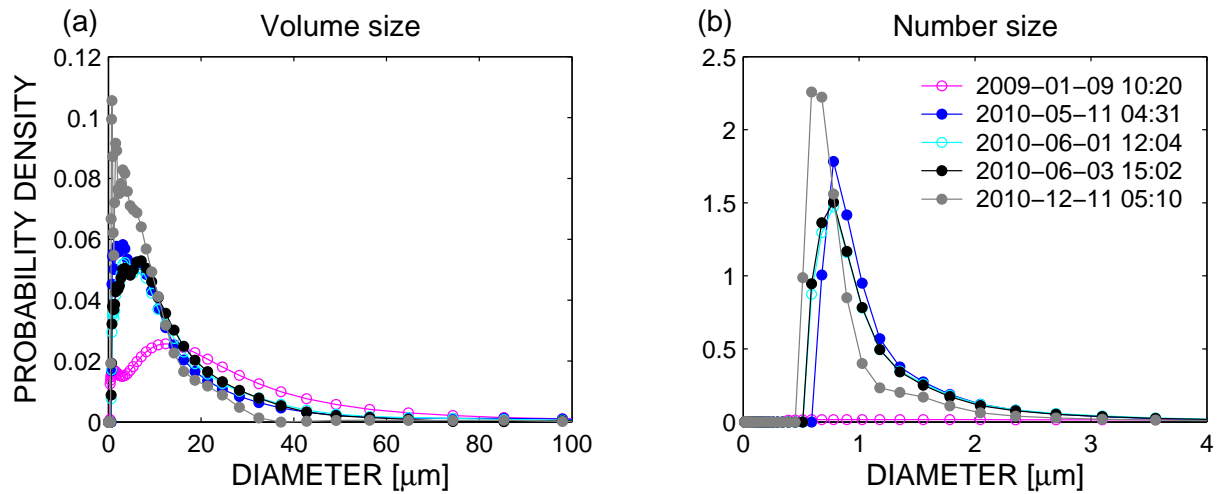 (a)
Volume size
PROBABILITY DENSITY
0.12
0.1
0.08
0.06
0.04
0.02
0
0 20 40 60 80 100
DIAMETER [μm]
(b)
Number size
2.5
2
1.5
1
0.5
0
2009−01−09 10:20
2010−05−11 04:31
2010−06−01 12:04
2010−06−03 15:02
2010−12−11 05:10
0 1 2 3 4
DIAMETER [μm]